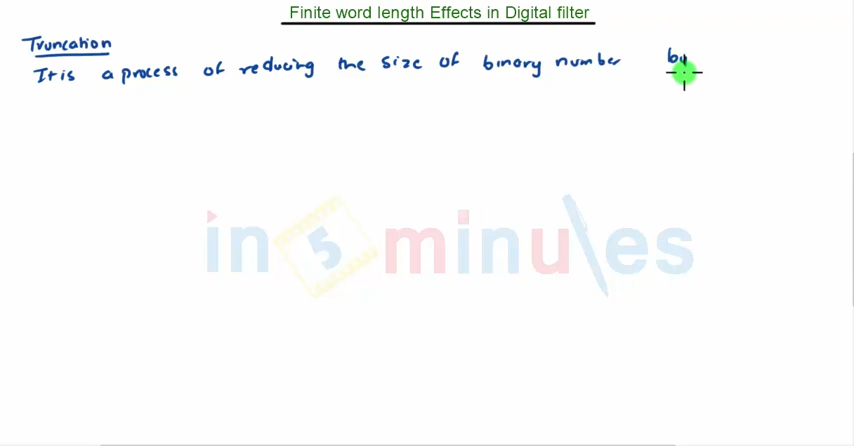 Finite word length Effects in Digital filter
Truncation
It is a process of reducing the size of binary number by
in 5 minutes